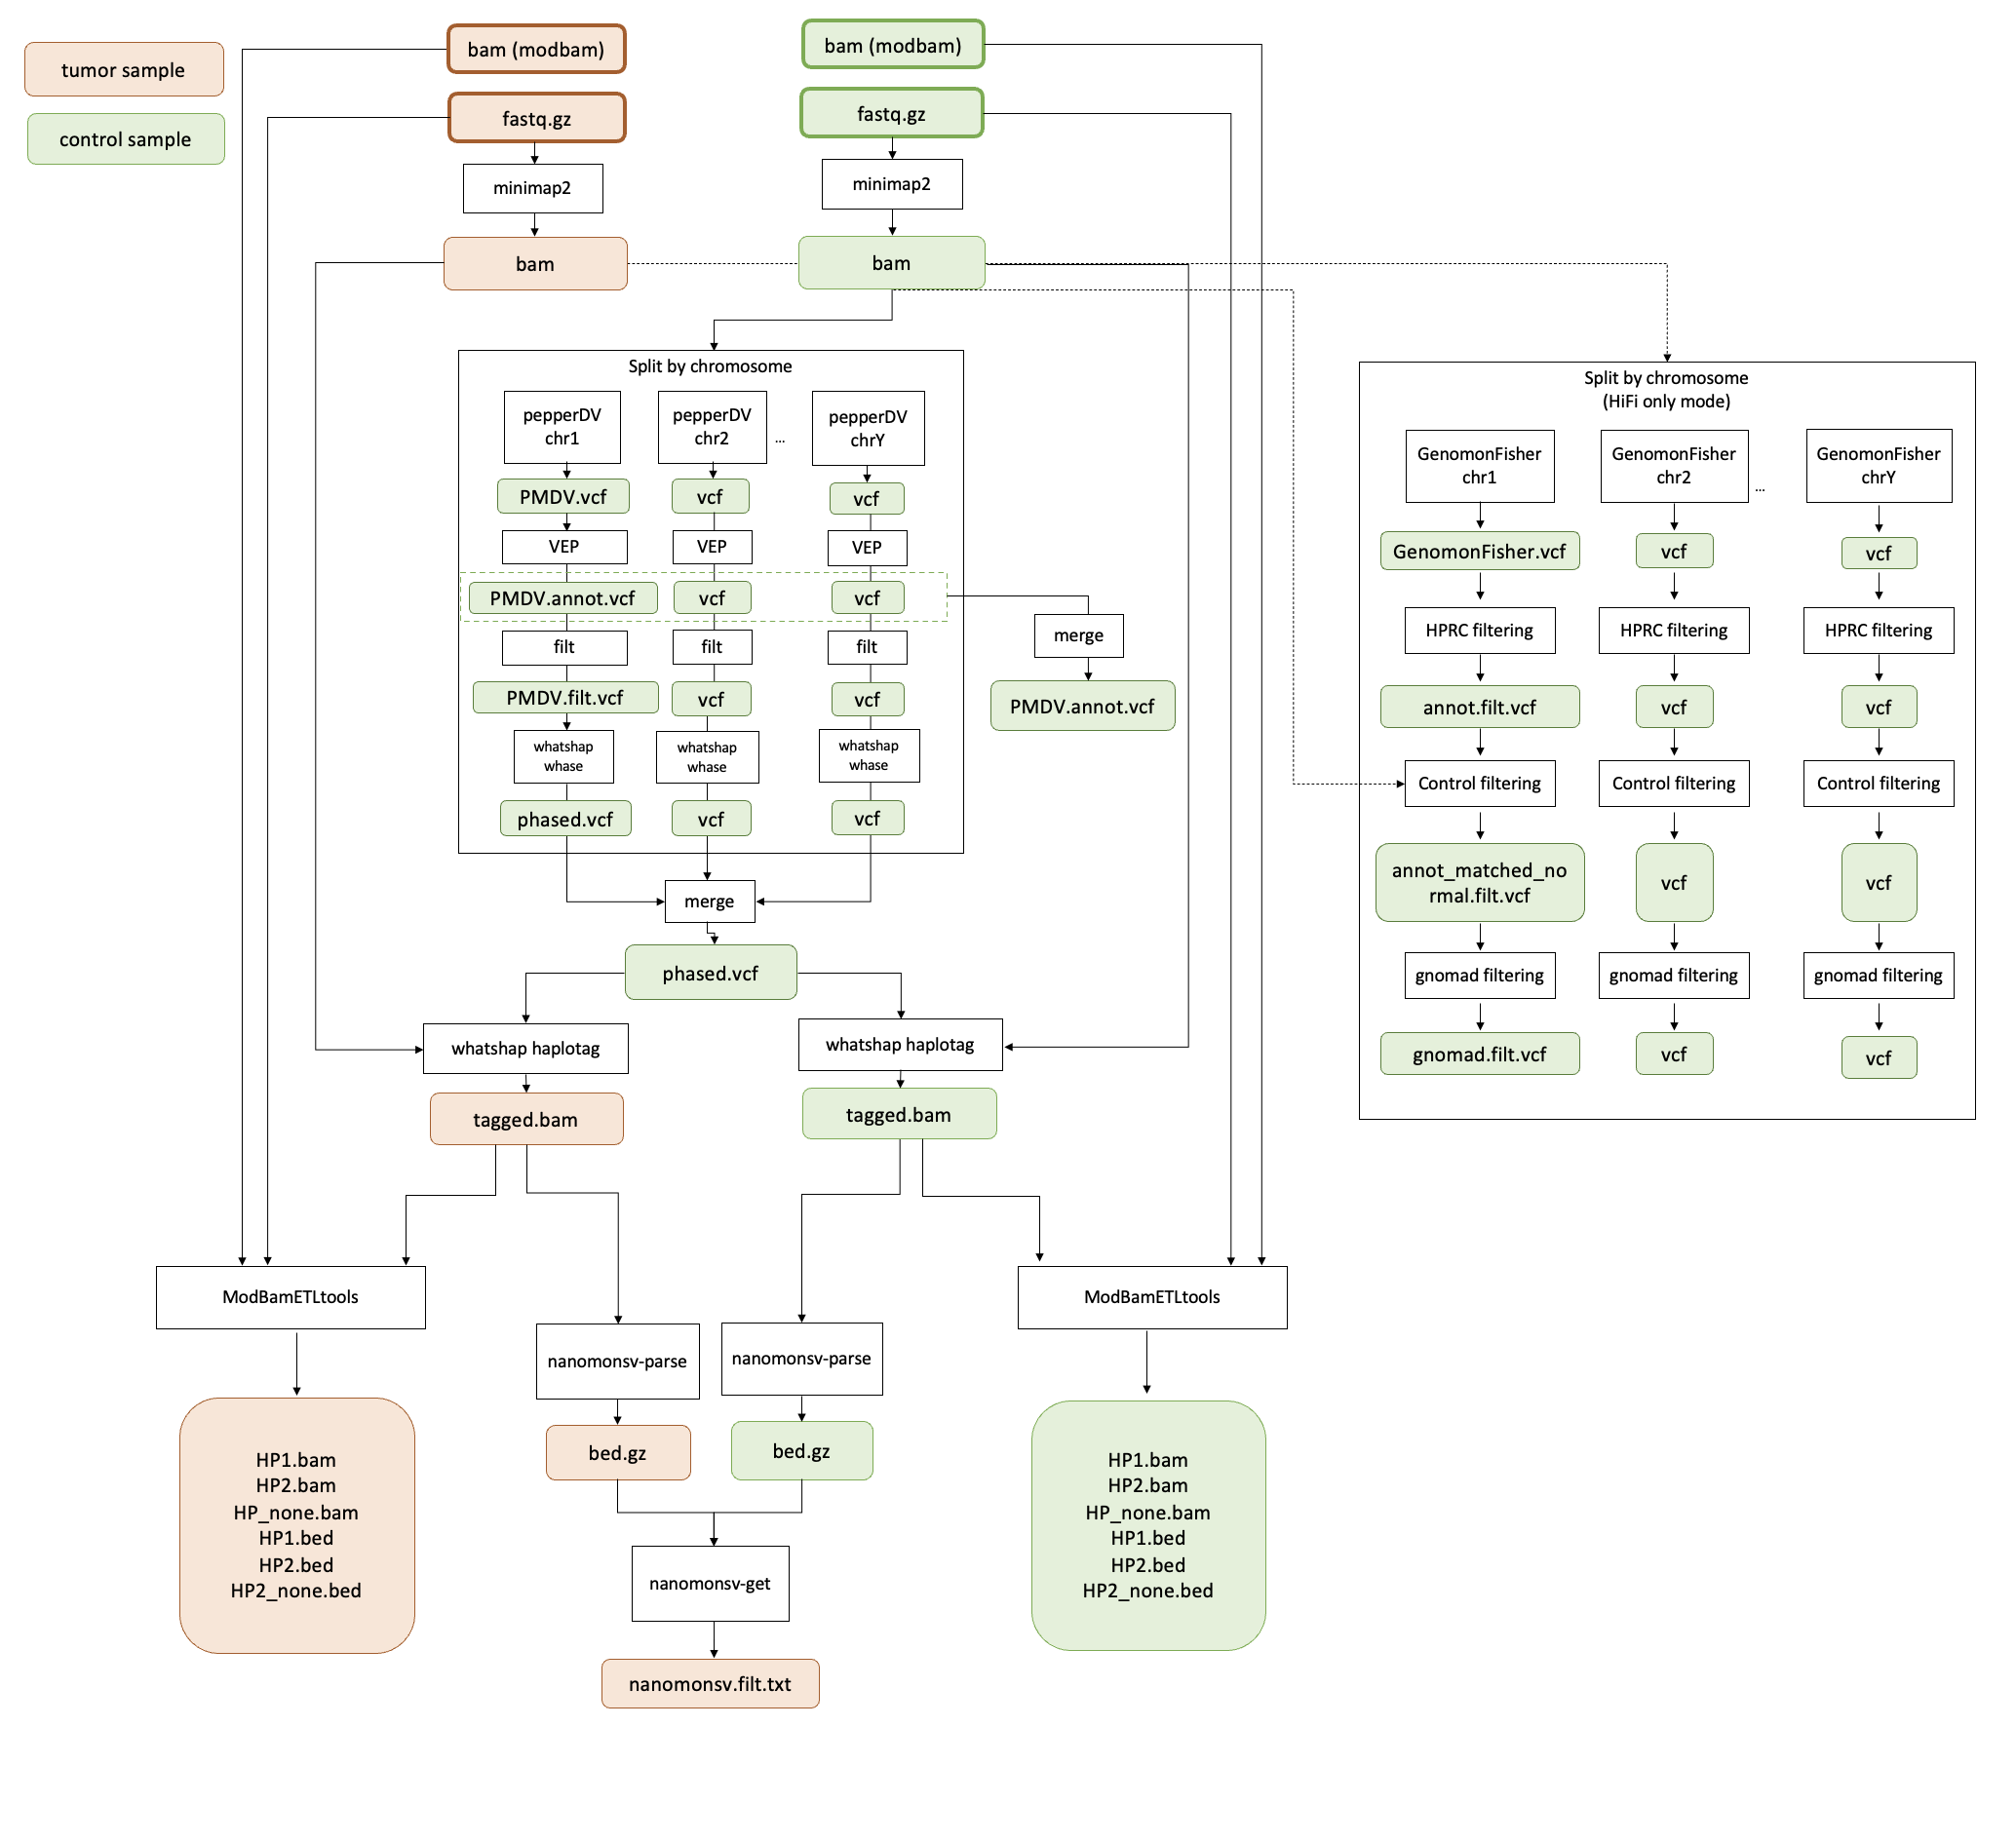 tumor sample
control sample
bam (modbam)
bam (modbam)
fastq.gz
fastq.gz
minimap2
minimap2
bam
bam
Split by chromosome
pepperDV
chr1
pepperDV
chr2
...
pepperDV
chrY
PMDV.vcf
vcf
vcf
VEP
VEP
VEP
PMDV.annot.vcf
vcf
vcf
filt
filt
filt
PMDV.filt.vcf
vcf
vcf
whatshap
whase
whatshap
whase
whatshap
whase
phased.vcf
vcf
vcf
merge
PMDV.annot.vcf
merge
phased.vcf
whatshap haplotag
whatshap haplotag
tagged.bam
tagged.bam
Split by chromosome
(HiFi only mode)
GenomonFisher
chr1
GenomonFisher
chr2
...
GenomonFisher
chrY
GenomonFisher.vcf
vcf
vcf
HPRC filtering
HPRC filtering
HPRC filtering
annot.filt.vcf
vcf
vcf
Control filtering
Control filtering
Control filtering
annot_matched_no
rmal.filt.vcf
vcf
vcf
gnomad filtering
gnomad filtering
gnomad filtering
gnomad.filt.vcf
vcf
vcf
ModBamETLtools
ModBamETLtools
nanomonsv-parse
nanomonsv-parse
bed.gz
bed.gz
HP1.bam
HP2.bam
HP_none.bam
HP1.bed
HP2.bed
HP2_none.bed
HP1.bam
HP2.bam
HP_none.bam
HP1.bed
HP2.bed
HP2_none.bed
nanomonsv-get
nanomonsv.filt.txt